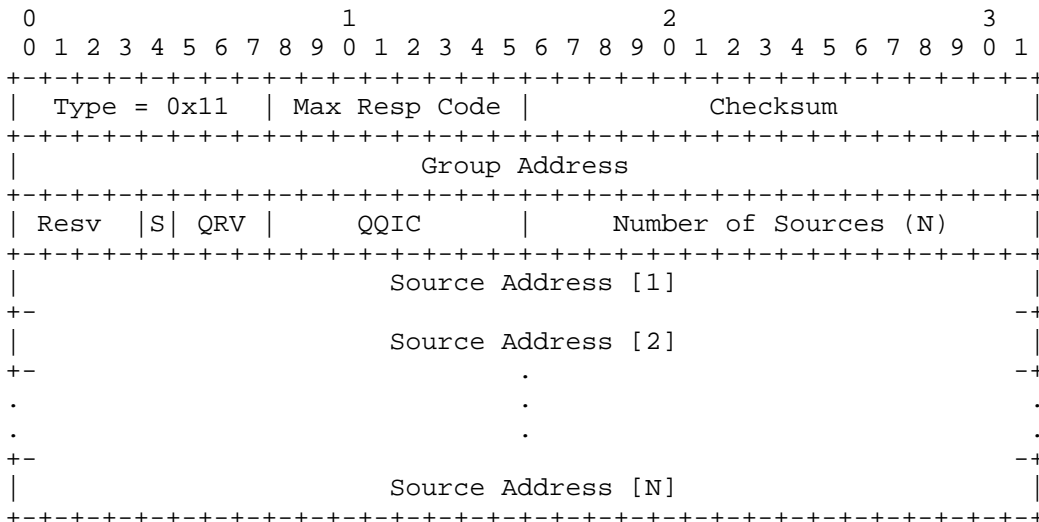 0                   1                   2                   3
 0 1 2 3 4 5 6 7 8 9 0 1 2 3 4 5 6 7 8 9 0 1 2 3 4 5 6 7 8 9 0 1
+-+-+-+-+-+-+-+-+-+-+-+-+-+-+-+-+-+-+-+-+-+-+-+-+-+-+-+-+-+-+-+-+
|  Type = 0x11  | Max Resp Code |           Checksum            |
+-+-+-+-+-+-+-+-+-+-+-+-+-+-+-+-+-+-+-+-+-+-+-+-+-+-+-+-+-+-+-+-+
|                         Group Address                         |
+-+-+-+-+-+-+-+-+-+-+-+-+-+-+-+-+-+-+-+-+-+-+-+-+-+-+-+-+-+-+-+-+
| Resv  |S| QRV |     QQIC      |     Number of Sources (N)     |
+-+-+-+-+-+-+-+-+-+-+-+-+-+-+-+-+-+-+-+-+-+-+-+-+-+-+-+-+-+-+-+-+
|                       Source Address [1]                      |
+-                                                             -+
|                       Source Address [2]                      |
+-                              .                              -+
.                               .                               .
.                               .                               .
+-                                                             -+
|                       Source Address [N]                      |
+-+-+-+-+-+-+-+-+-+-+-+-+-+-+-+-+-+-+-+-+-+-+-+-+-+-+-+-+-+-+-+-+